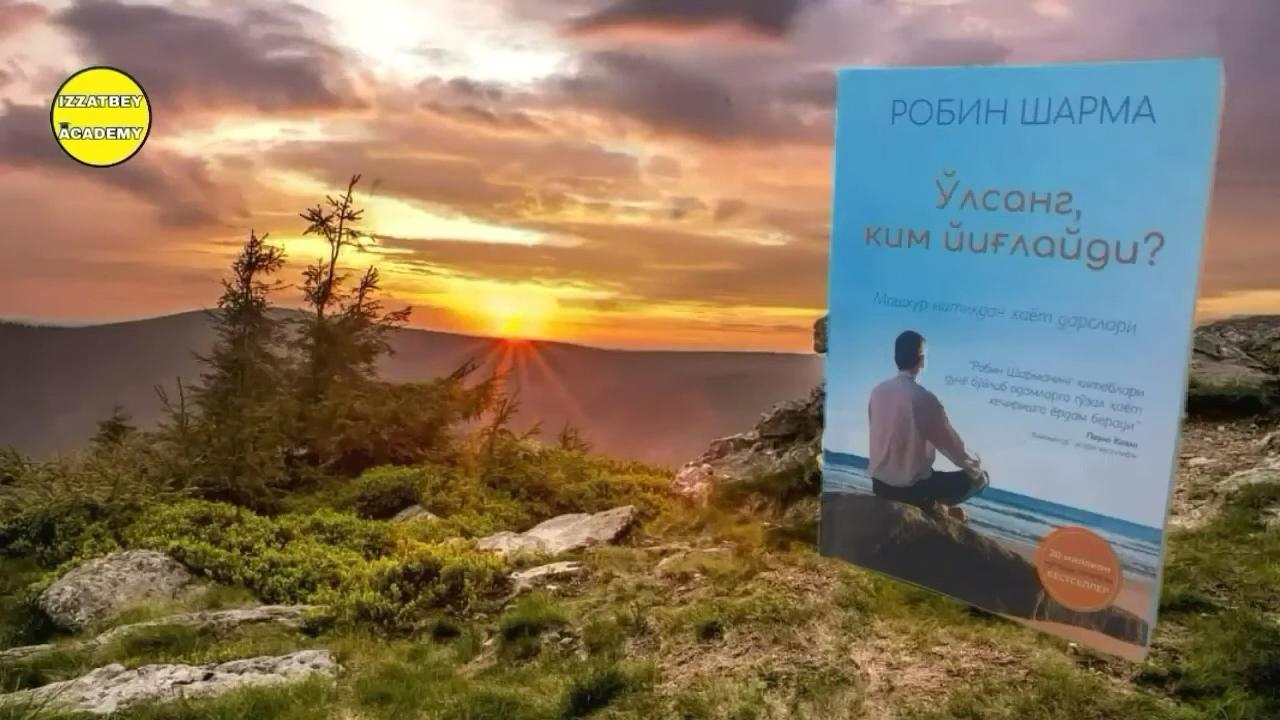 IZZATBEY
ACADEMY
РОБИН ШАРМА
Ўлсанг,
ким йиғлайди?
Машҳур натиқдан ҳаёт дарслари
"Робин Шарманинг китоблари
дунё бўйлаб одамларга гўзал ҳаёт
кечиришга ёрдам беради"
Пауло Коэльо
БЕСТСЕЛЛЕР